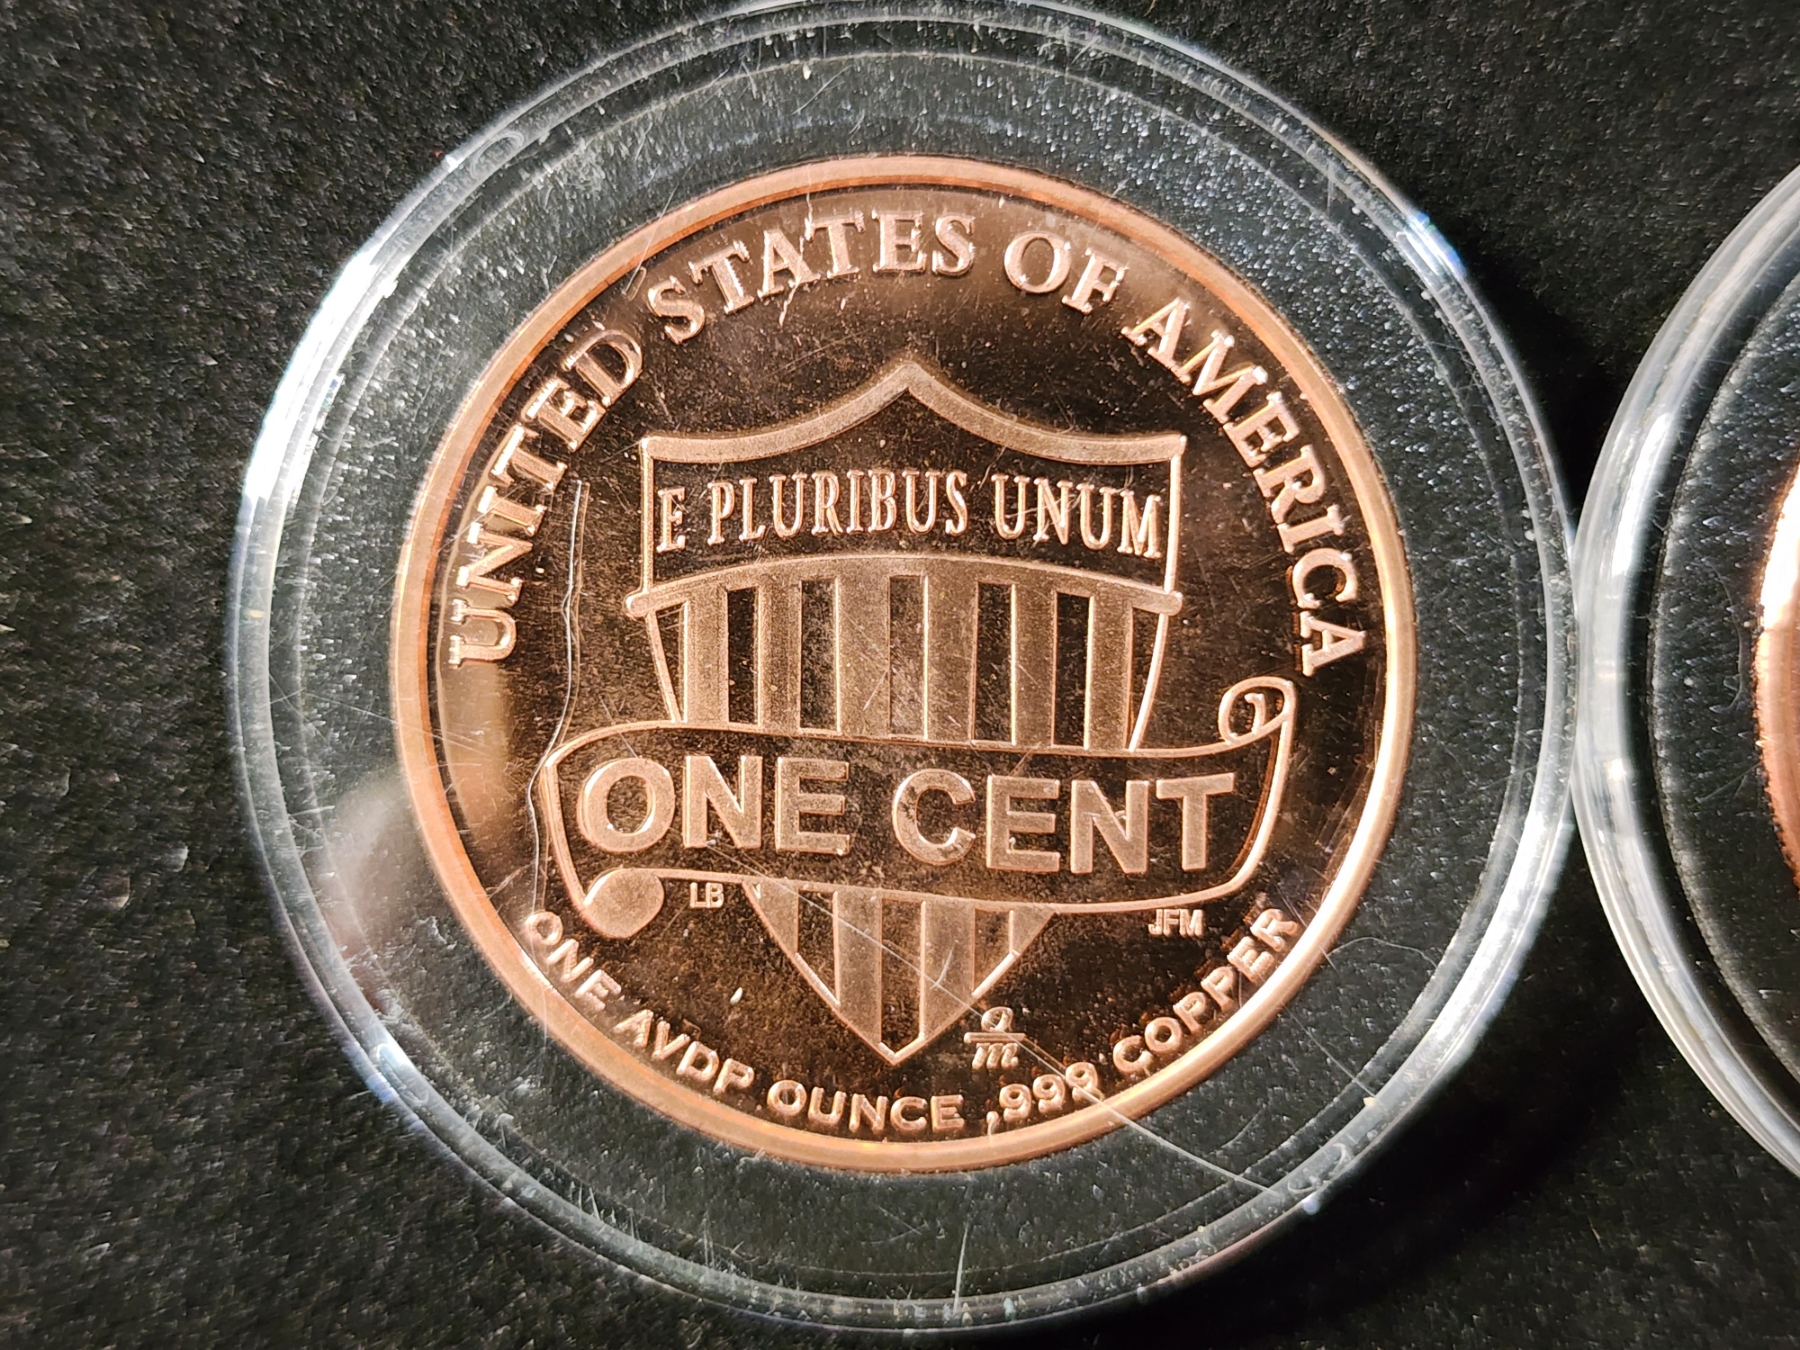 UNITED STATES OF AMERICA
E PLURIBUS UNUM
ONE CENT
LB
JFM
ONE AVDP OUNCE .999 COPPER